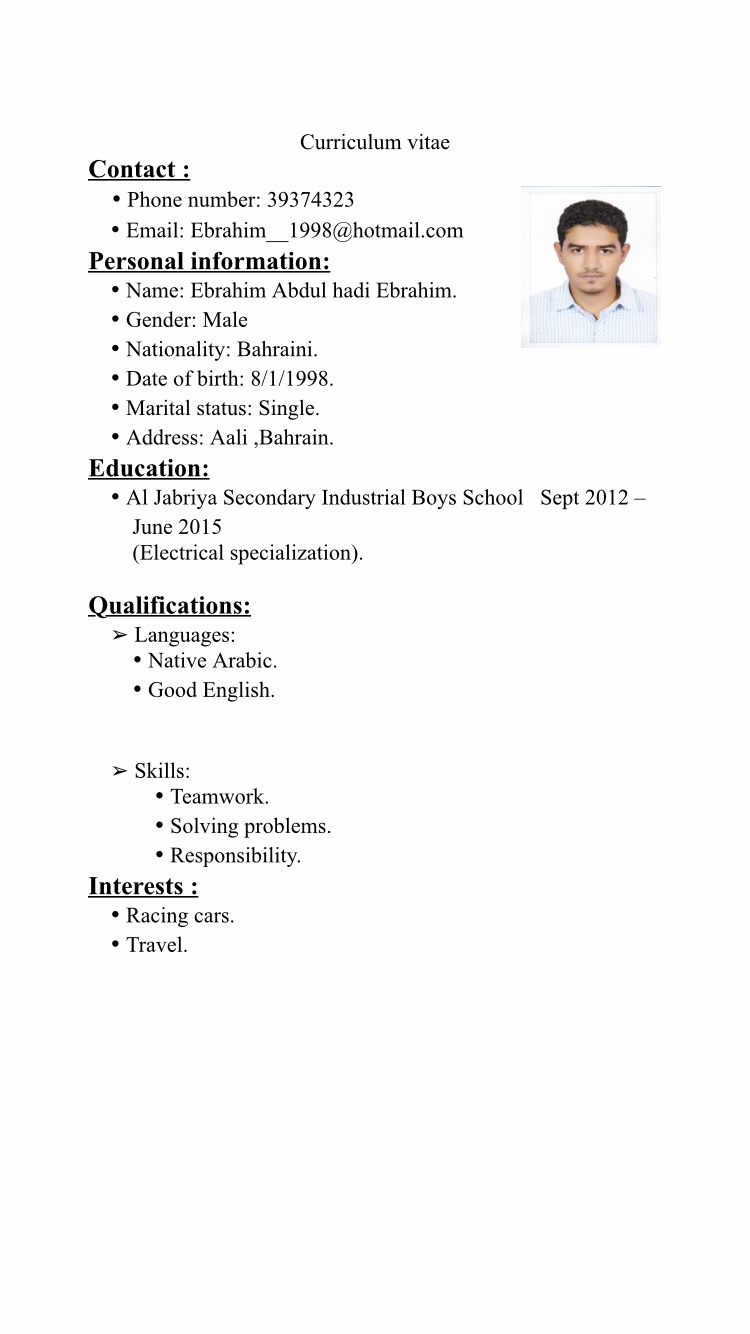 Curriculum vitae
Contact :
• Phone number: 39374323
• Email: Ebrahim__1998@hotmail.com
Personal information:
• Name: Ebrahim Abdul hadi Ebrahim.
• Gender: Male
• Nationality: Bahraini.
• Date of birth: 8/1/1998.
• Marital status: Single.
• Address: Aali ,Bahrain.
Education:
• Al Jabriya Secondary Industrial Boys School   Sept 2012 –
June 2015
(Electrical specialization).
Qualifications:
➢ Languages:
• Native Arabic.
• Good English.
➢ Skills:
• Teamwork.
• Solving problems.
• Responsibility.
Interests :
• Racing cars.
• Travel.